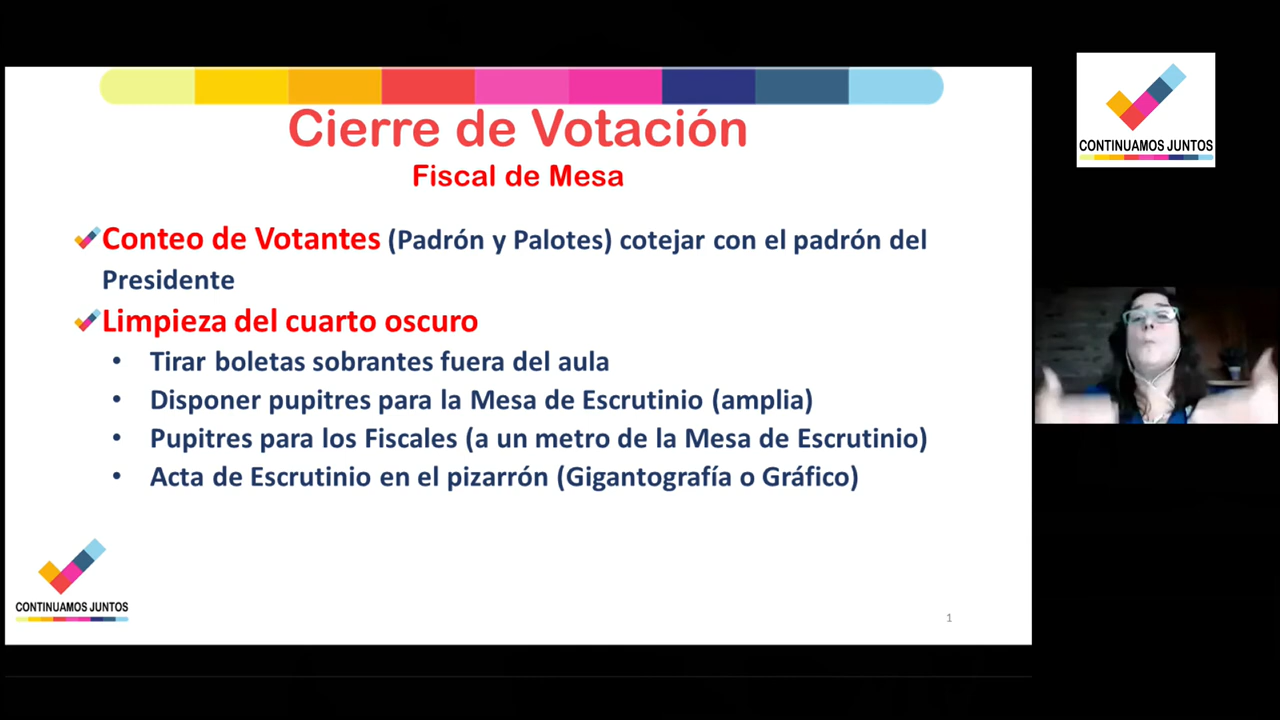 Cierre de Votación
Fiscal de Mesa
Conteo de Votantes (Padrón y Palotes) cotejar con el padrón del
Presidente
Limpieza del cuarto oscuro
• Tirar boletas sobrantes fuera del aula
• Disponer pupitres para la Mesa de Escrutinio (amplia)
• Pupitres para los Fiscales (a un metro de la Mesa de Escrutinio)
• Acta de Escrutinio en el pizarrón (Gigantografía o Gráfico)
CONTINUAMOS JUNTOS
1
CONTINUAMOS JUNTOS